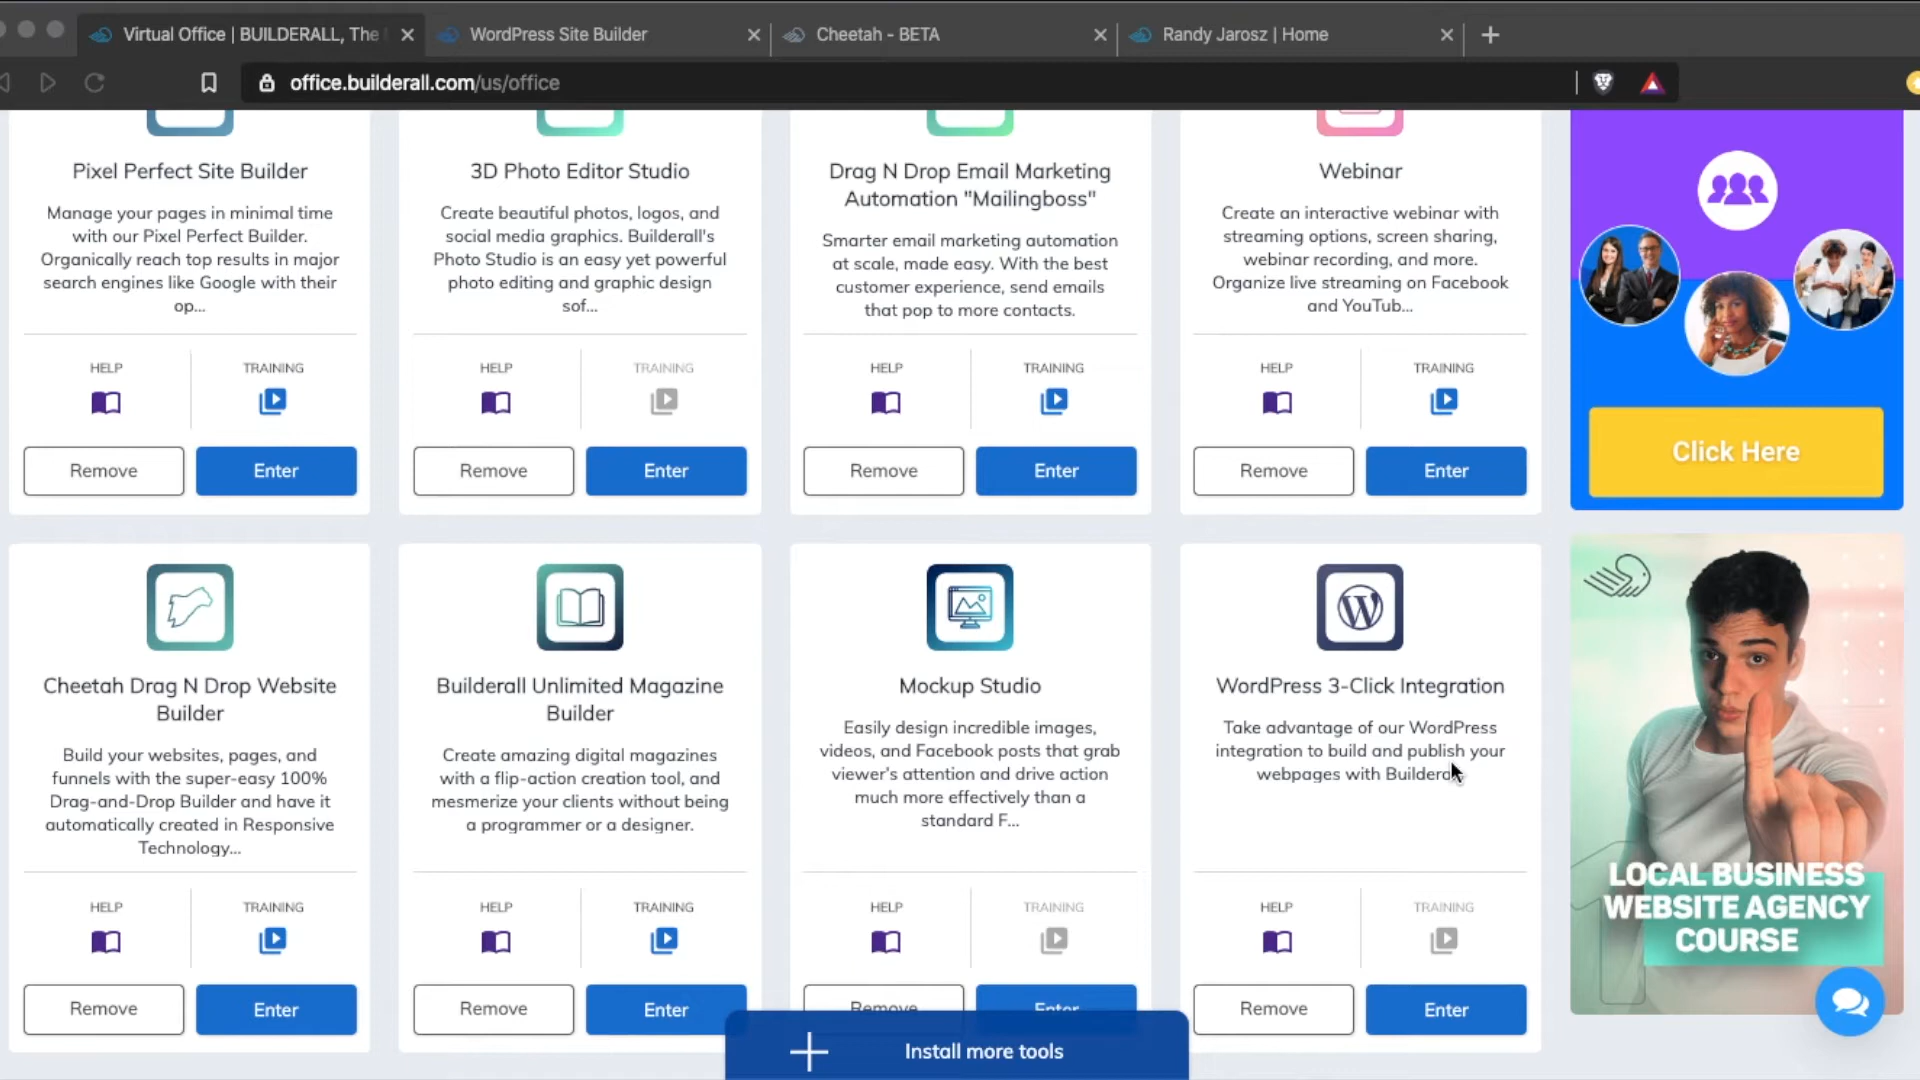 Virtual Office | BUILDERALL, The
WordPress Site Builder
Cheetah - BETA
Randy Jarosz | Home
office.builderall.com/us/office
Pixel Perfect Site Builder
Manage your pages in minimal time
with our Pixel Perfect Builder.
Organically reach top results in major
search engines like Google with their
op...
HELP
TRAINING
Remove
Enter
3D Photo Editor Studio
Create beautiful photos, logos, and
social media graphics. Builderall's
Photo Studio is an easy yet powerful
photo editing and graphic design
sof...
HELP
TRAINING
Remove
Enter
Drag N Drop Email Marketing
Automation "Mailingboss"
Smarter email marketing automation
at scale, made easy. With the best
customer experience, send emails
that pop to more contacts.
HELP
TRAINING
Remove
Enter
Webinar
Create an interactive webinar with
streaming options, screen sharing,
webinar recording, and more.
Organize live streaming on Facebook
and YouTub...
HELP
TRAINING
Remove
Enter
Click Here
Cheetah Drag N Drop Website
Builder
Build your websites, pages, and
funnels with the super-easy 100%
Drag-and-Drop Builder and have it
automatically created in Responsive
Technology...
HELP
TRAINING
Remove
Enter
Builderall Unlimited Magazine
Builder
Create amazing digital magazines
with a flip-action creation tool, and
mesmerize your clients without being
a programmer or a designer.
HELP
TRAINING
Remove
Enter
Mockup Studio
Easily design incredible images,
videos, and Facebook posts that grab
viewer's attention and drive action
much more effectively than a
standard F...
HELP
TRAINING
Remove
Enter
WordPress 3-Click Integration
Take advantage of our WordPress
integration to build and publish your
webpages with Buildera
HELP
TRAINING
Remove
Enter
LOCAL BUSINESS
WEBSITE AGENCY
COURSE
Install more tools